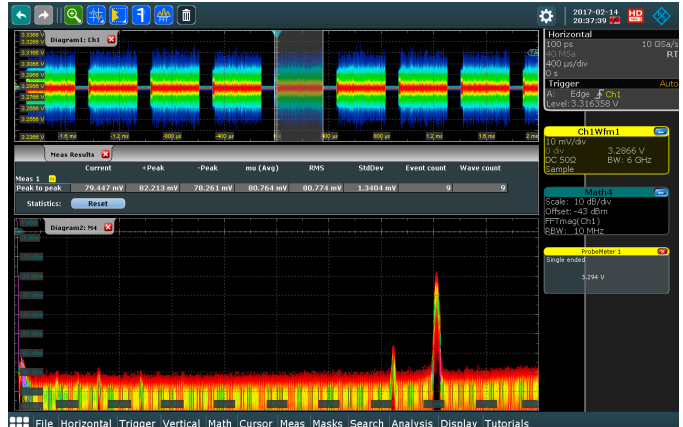 2017-02-14
20:37:39
HD
Diagram1: Ch1
3.3366 V
3.3266 V
3.3166 V
3.3066 V
3.2966 V
3.2866 V
3.2766 V
3.2666 V
3.2566 V
3.2366 V
-1.6 ms
-1.2 ms
-800 µs
-400 µs
400 µs
800 µs
1.2 ms
1.6 ms
2 ms
Meas Results
Current +Peak -Peak mu (Avg) RMS StdDev Event count Wave count
Meas 1
Peak to peak 79.447 mV 82.213 mV 78.261 mV 80.764 mV 80.774 mV 1.3404 mV 9 9
Statistics: Reset
Diagram2: M4
Horizontal
100 ps 10 GSa/s
40 MSa RT
400 µs/div
0 s
Trigger Auto
A: Edge Ch1
Level: 3.316358 V
Ch1Wfm1
10 mV/div
0 div 3.2866 V
DC 50Ω BW: 6 GHz
Sample
Math4
Scale: 10 dB/div
Offset: -43 dBm
FFTmag(Ch1)
RBW: 10 MHz
ProbeMeter 1
Single ended
3.294 V
File Horizontal Trigger Vertical Math Cursor Meas Masks Search Analysis Display Tutorials